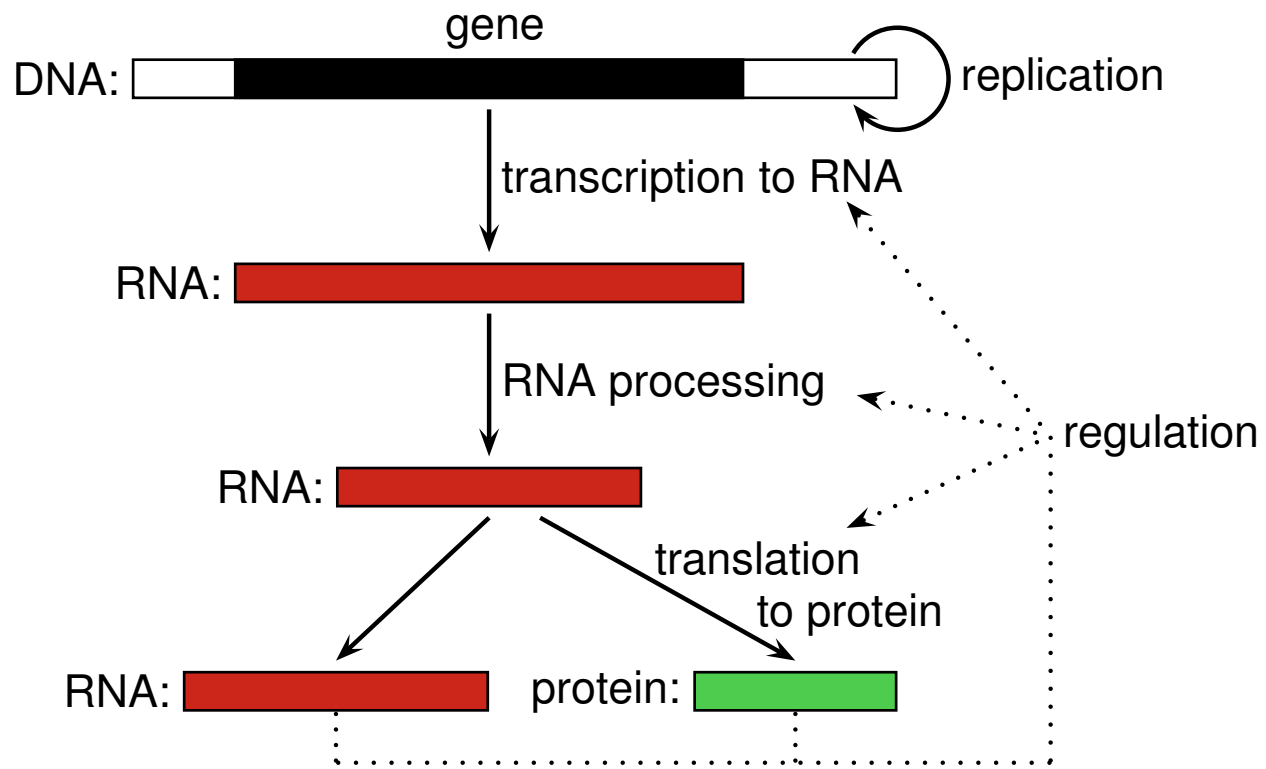 gene
DNA:
replication
transcription to RNA
RNA:
RNA processing
regulation
RNA:
translation
to protein
RNA:
protein: